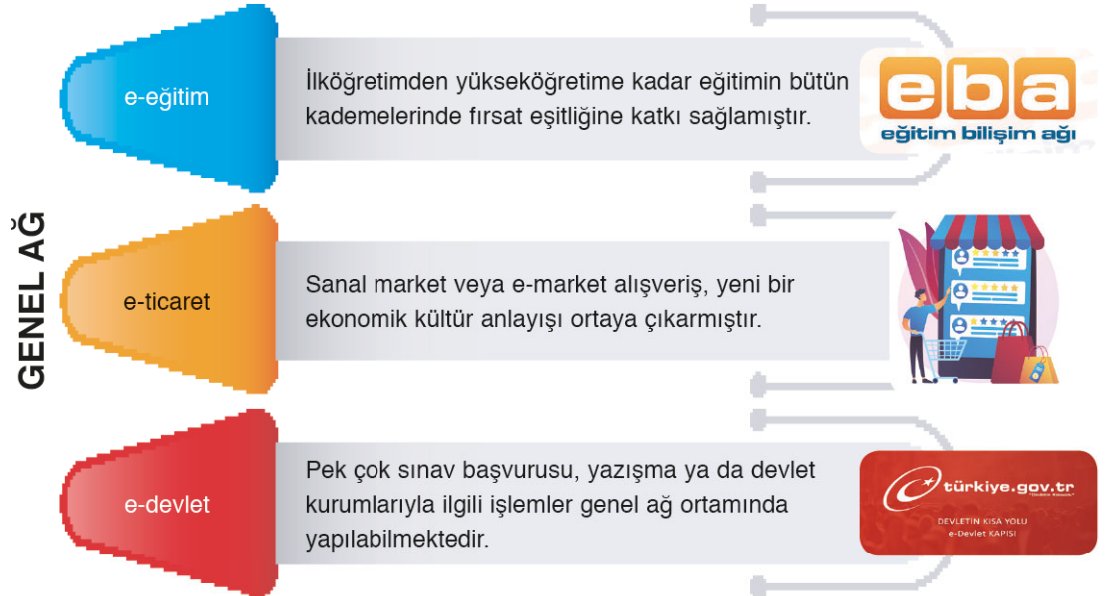 GENEL AĞ
e-eğitim
İlköğretimden yükseköğretime kadar eğitimin bütün
kademelerinde fırsat eşitliğine katkı sağlamıştır.
eba
eğitim bilişim ağı
e-ticaret
Sanal market veya e-market alışveriş, yeni bir
ekonomik kültür anlayışı ortaya çıkarmıştır.
e-devlet
Pek çok sınav başvurusu, yazışma ya da devlet
kurumlarıyla ilgili işlemler genel ağ ortamında
yapılabilmektedir.
türkiye.gov.tr
DEVLETİN KISA YOLU
e-Devlet KAPISI